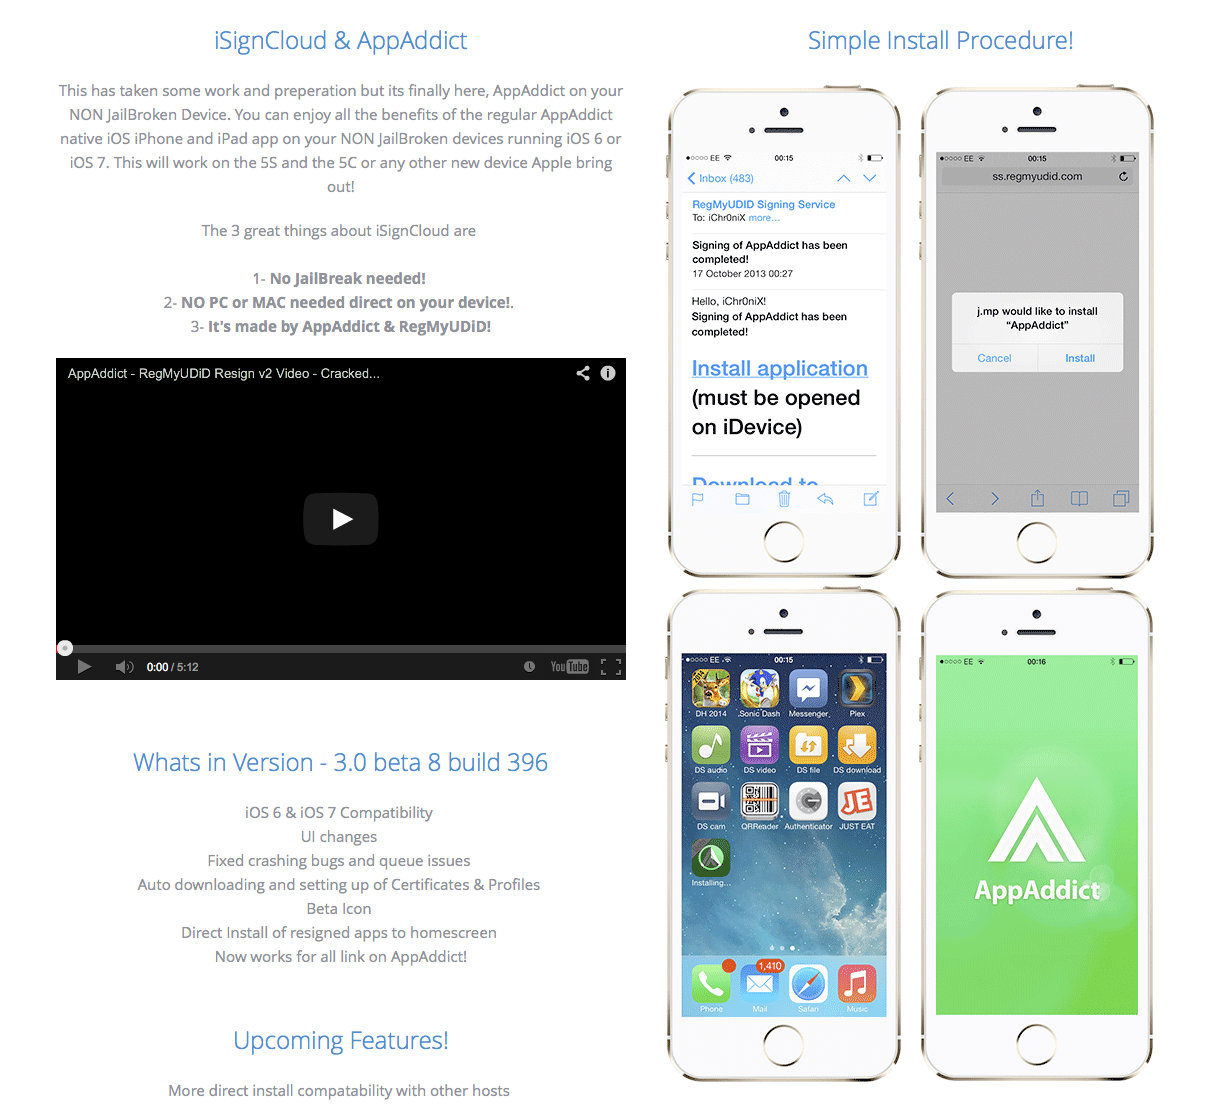 iSignCloud & AppAddict
This has taken some work and preperation but its finally here, AppAddict on your
NON JailBroken Device. You can enjoy all the benefits of the regular AppAddict
native iOS iPhone and iPad app on your NON JailBroken devices running iOS 6 or
iOS 7. This will work on the 5S and the 5C or any other new device Apple bring
out!
The 3 great things about iSignCloud are
1- No JailBreak needed!
2- NO PC or MAC needed direct on your device!.
3- It's made by AppAddict & RegMyUDiD!
AppAddict - RegMyUDiD Resign v2 Video - Cracked...
0:00 / 5:12
YouTube
Whats in Version - 3.0 beta 8 build 396
iOS 6 & iOS 7 Compatibility
UI changes
Fixed crashing bugs and queue issues
Auto downloading and setting up of Certificates & Profiles
Beta Icon
Direct Install of resigned apps to homescreen
Now works for all link on AppAddict!
Upcoming Features!
More direct install compatability with other hosts
Simple Install Procedure!
EE 00:15
Inbox (483)
RegMyUDID Signing Service
To: iChr0niX more...
Signing of AppAddict has been
completed!
17 October 2013 00:27
Hello, iChr0niX!
Signing of AppAddict has been
completed!
Install application
(must be opened
on iDevice)
Download to
EE 00:15
ss.regmyudid.com
j.mp would like to install
“AppAddict”
Cancel Install
EE 00:15
DH 2014 Sonic Dash Messenger Plex
DS audio DS video DS file DS download
JE
DS cam QRReader Authenticator JUST EAT
Installing...
1,410
Phone Mail Safari Music
EE 00:16
AppAddict